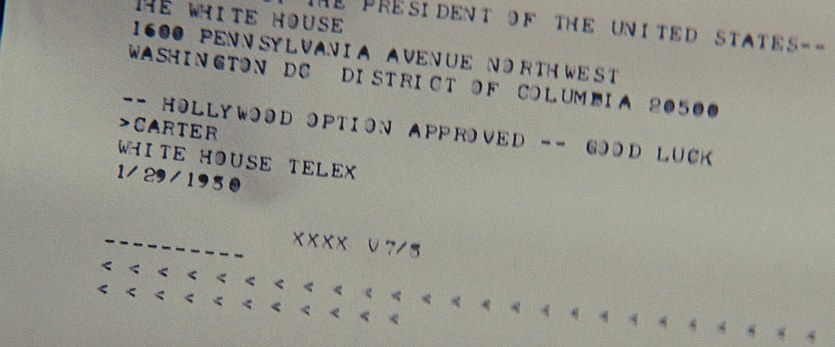 THE PRESIDENT OF THE UNITED STATES--
THE WHITE HOUSE
1600 PENNSYLVANIA AVENUE NORTHWEST
WASHINGTON DC DISTRICT OF COLUMBIA 20500
-- HOLLYWOOD OPTION APPROVED -- GOOD LUCK
>CARTER
WHITE HOUSE TELEX
1/29/1980
---------- XXXX V7/5
< < < < < < < < < < < < < < < < < < < < < < < < <
< < < < < < < < < < <